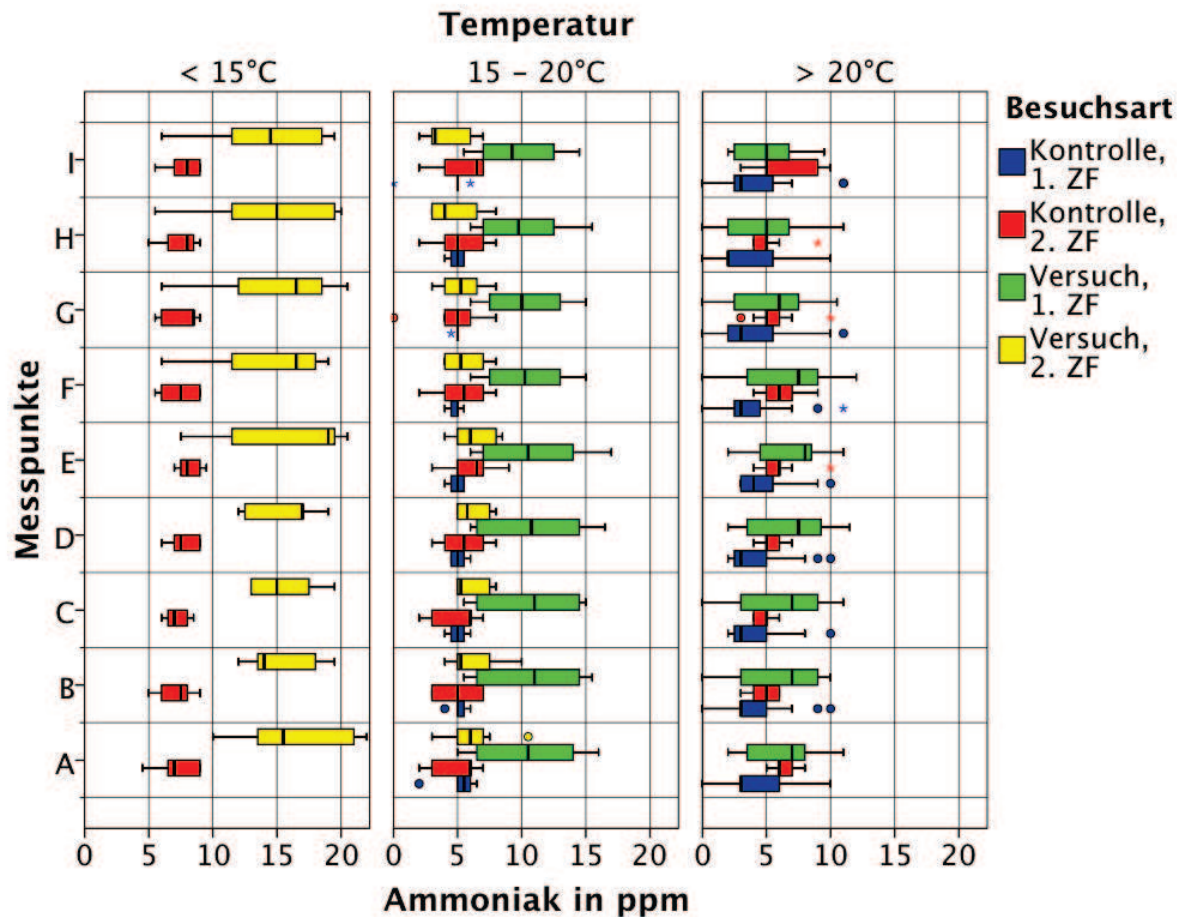 Temperatur
< 15°C 15 – 20°C > 20°C
Besuchsart
Kontrolle,
1. ZF
Kontrolle,
2. ZF
Versuch,
1. ZF
Versuch,
2. ZF
Messpunkte
I
H
G
F
E
D
C
B
A
0 5 10 15 20 0 5 10 15 20 0 5 10 15 20
Ammoniak in ppm